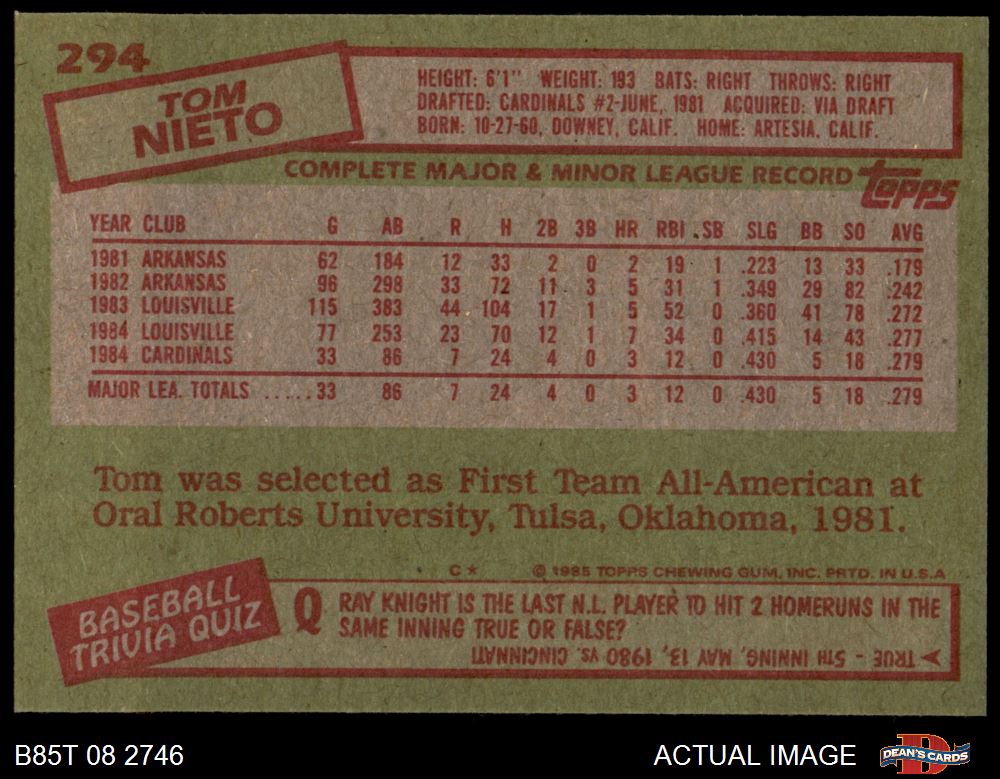 294
TOM
NIETO
HEIGHT: 6'1" WEIGHT: 193 BATS: RIGHT THROWS: RIGHT
DRAFTED: CARDINALS #2-JUNE, 1981 ACQUIRED: VIA DRAFT
BORN: 10-27-60, DOWNEY, CALIF. HOME: ARTESIA, CALIF.
COMPLETE MAJOR & MINOR LEAGUE RECORD topps
YEAR CLUB G AB R H 2B 3B HR RBI SB SLG BB SO AVG
1981 ARKANSAS 62 184 12 33 2 0 2 19 1 .223 13 33 .179
1982 ARKANSAS 96 298 33 72 11 3 5 31 1 .349 29 82 .242
1983 LOUISVILLE 115 383 44 104 17 1 5 52 0 .360 41 78 .272
1984 LOUISVILLE 77 253 23 70 12 1 7 34 0 .415 14 43 .277
1984 CARDINALS 33 86 7 24 4 0 3 12 0 .430 5 18 .279
MAJOR LEA. TOTALS .....33 86 7 24 4 0 3 12 0 .430 5 18 .279
Tom was selected as First Team All-American at
Oral Roberts University, Tulsa, Oklahoma, 1981.
C* © 1985 TOPPS CHEWING GUM, INC. PRTD. IN U.S.A
BASEBALL
TRIVIA QUIZ
Q RAY KNIGHT IS THE LAST N.L. PLAYER TO HIT 2 HOMERUNS IN THE
SAME INNING TRUE OR FALSE?
TRUE - 5TH INNING, MAY 13, 1980 vs. CINCINNATI
B85T 08 2746
ACTUAL IMAGE
DEAN'S CARDS